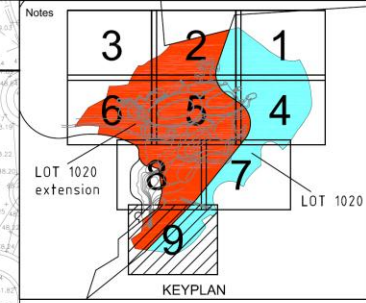 Notes
3 2 1
6 5 4
LOT 1020
extension
8 7
LOT 1020
9
KEYPLAN